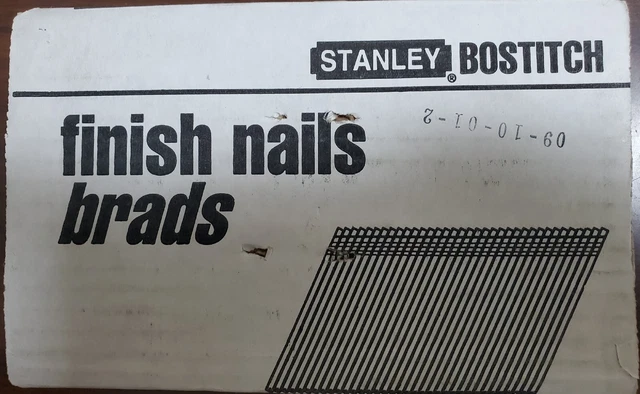 STANLEY® BOSTITCH
finish nails
brads
09-10-01-2